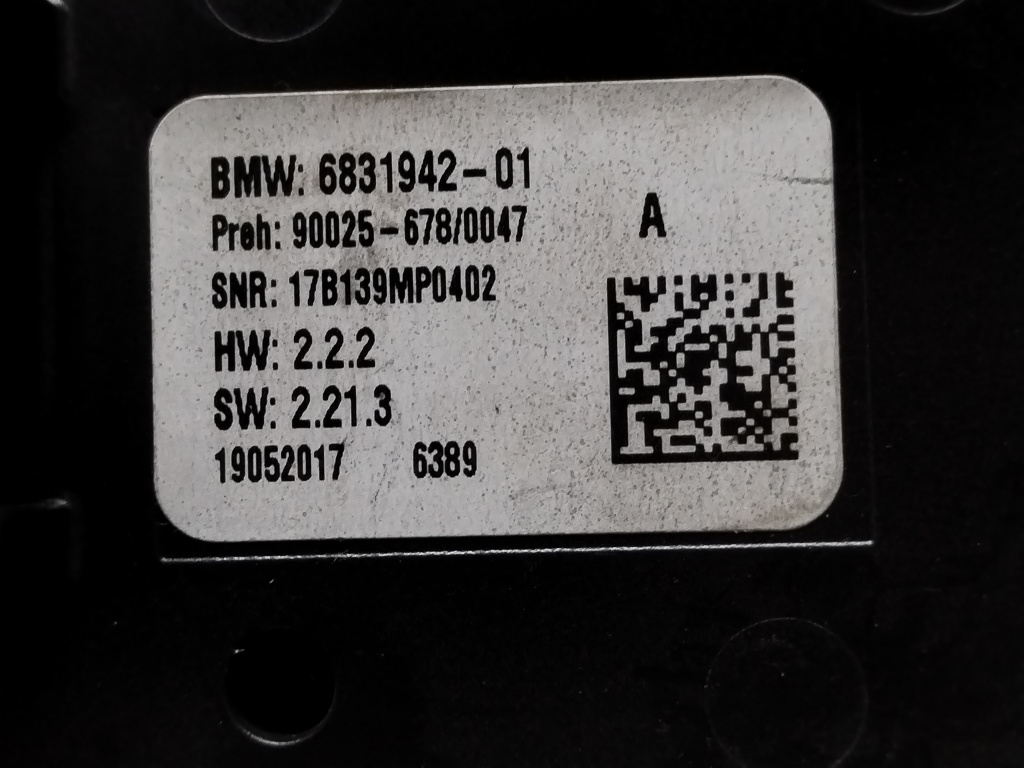 BMW: 6831942-01
Preh: 90025-678/0047
A
SNR: 17B139MP0402
HW: 2.2.2
SW: 2.21.3
19052017 6389